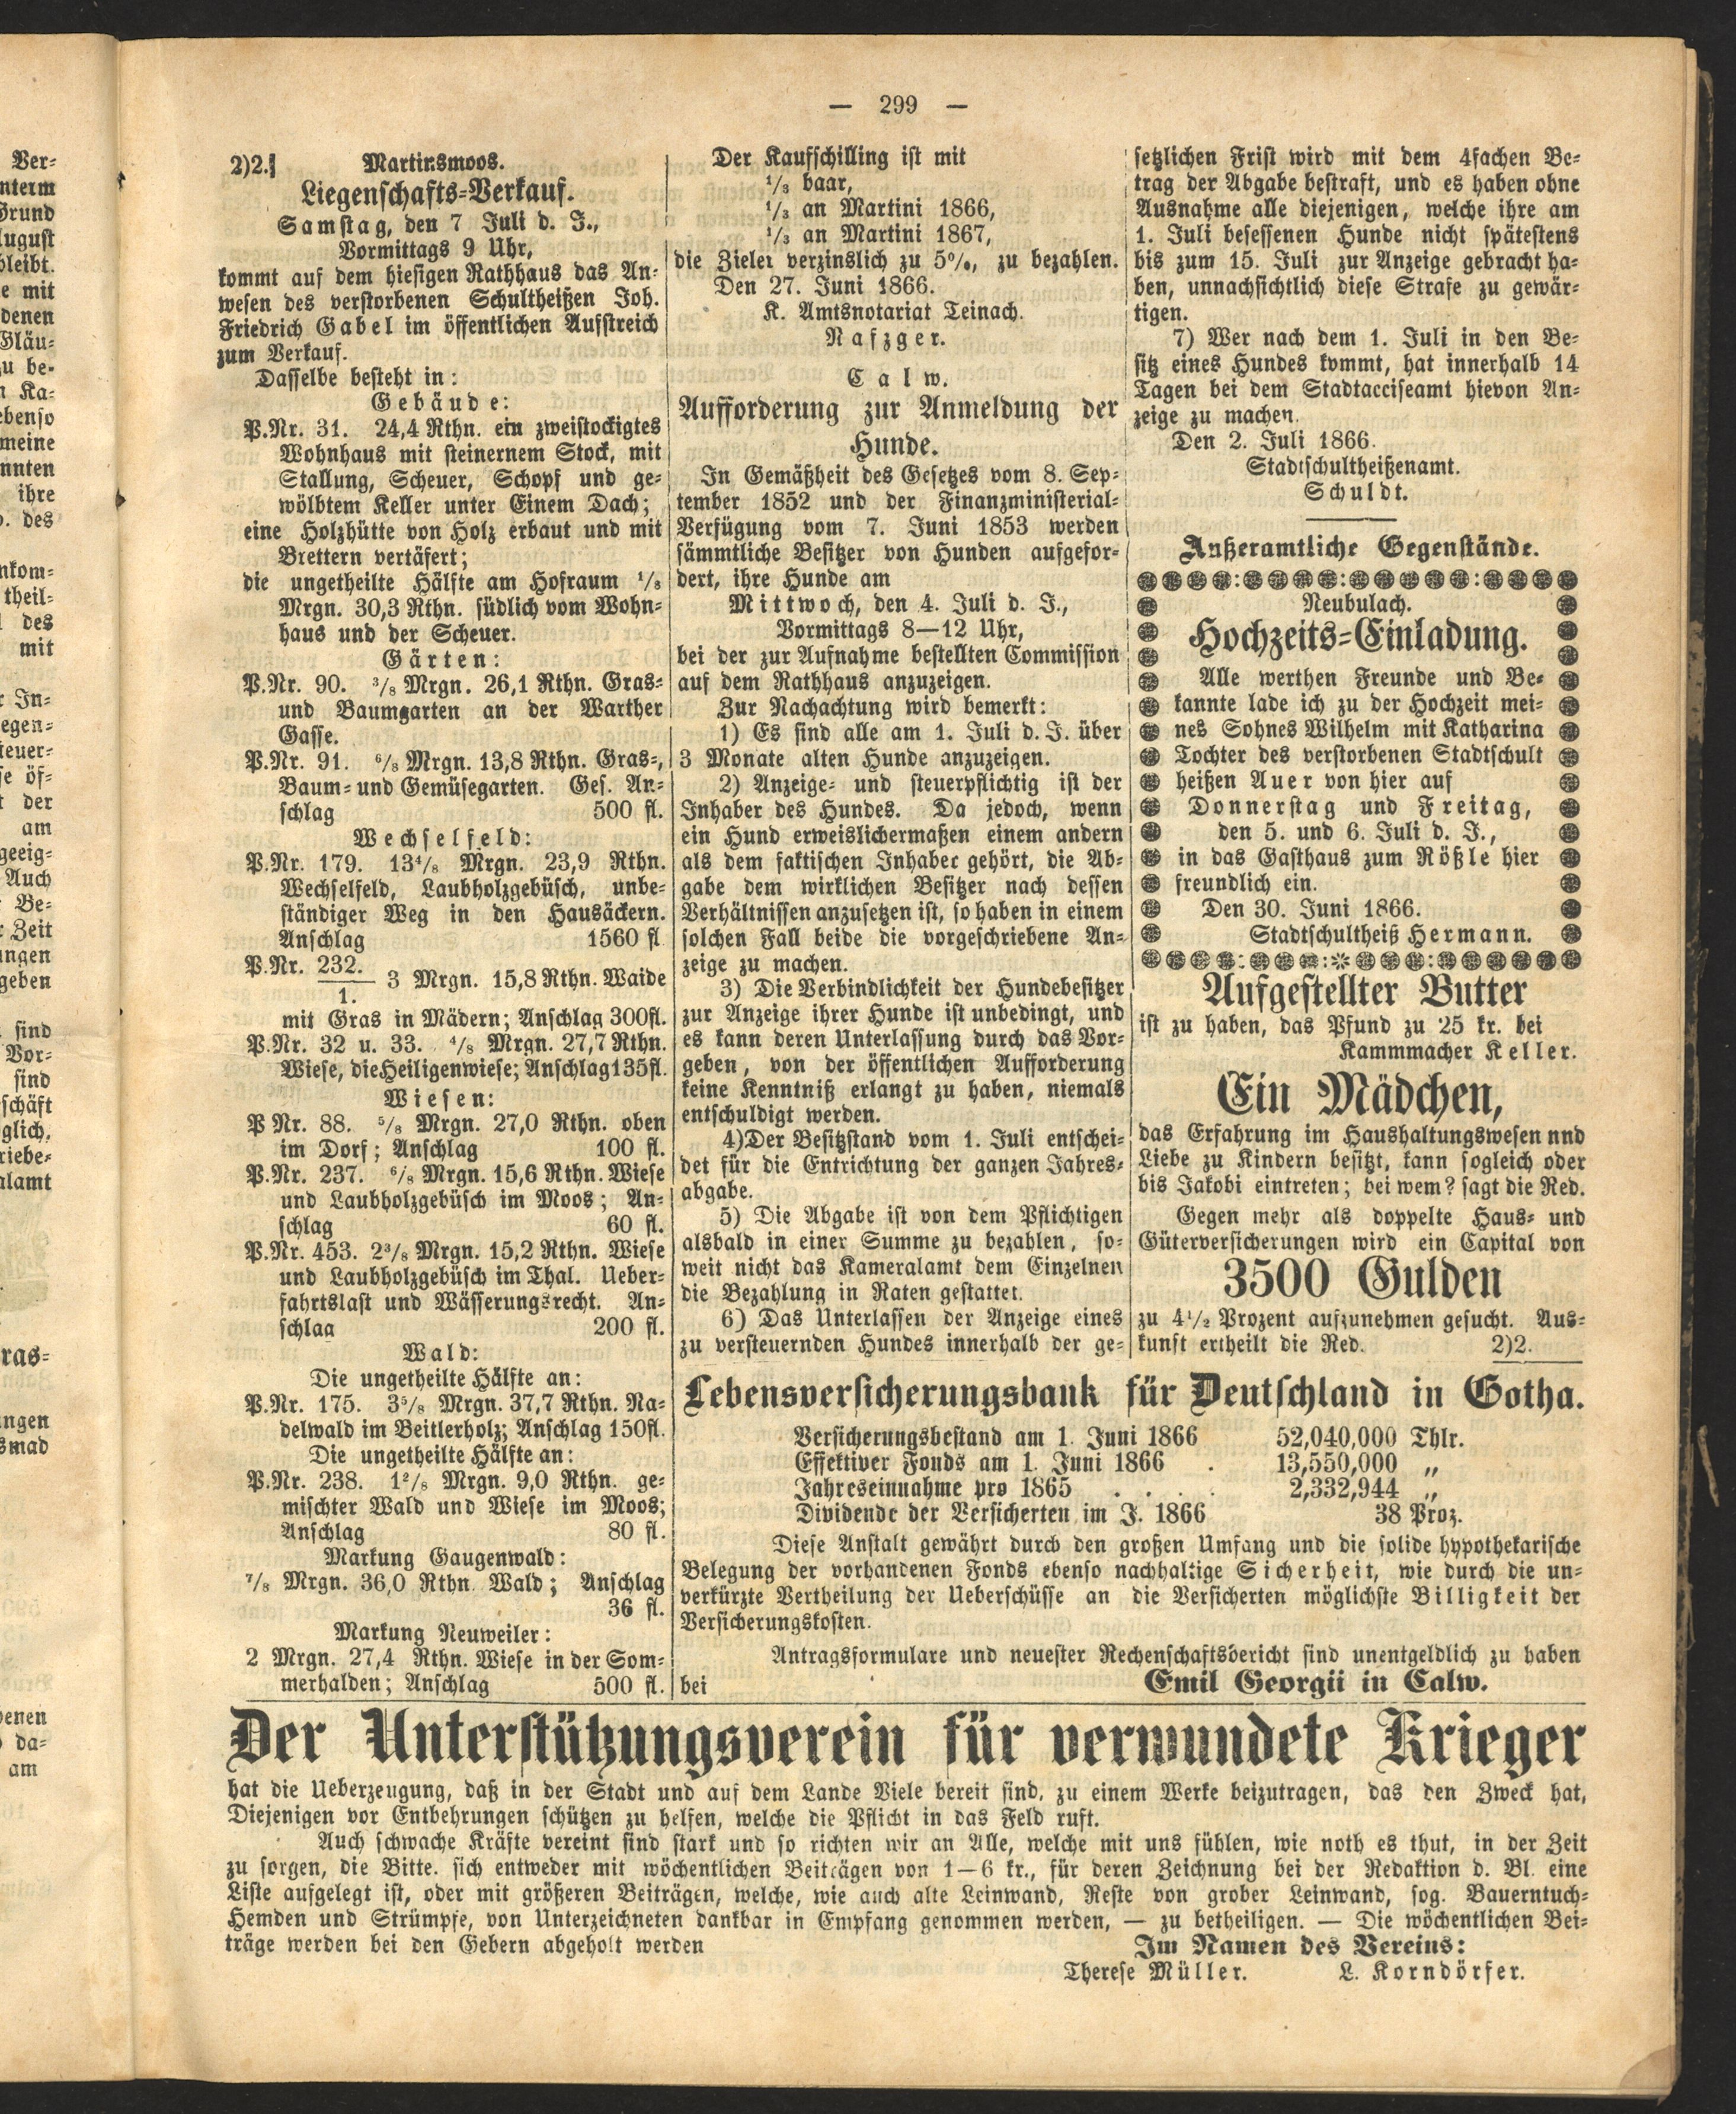 — 299 —
2)2.] Martinsmoos.
Liegenschafts-Verkauf.
Samstag, den 7 Juli d. J.,
Vormittags 9 Uhr,
kommt auf dem hiesigen Rathhaus das An-
wesen des verstorbenen Schultheißen Joh.
Friedrich Gabel im öffentlichen Aufstreich
zum Verkauf.
Dasselbe besteht in:
Gebäude:
P.Nr. 31. 24,4 Rthn. ein zweistockigtes
Wohnhaus mit steinernem Stock, mit
Stallung, Scheuer, Schopf und ge-
wölbtem Keller unter Einem Dach;
eine Holzhütte von Holz erbaut und mit
Brettern vertäfert;
die ungetheilte Hälfte am Hofraum 1/8
Mrgn. 30,3 Rthn. südlich vom Wohn-
haus und der Scheuer.
Gärten:
P.Nr. 90. 3/8 Mrgn. 26,1 Rthn. Gras-
und Baumgarten an der Warther
Gasse.
P.Nr. 91. 6/8 Mrgn. 13,8 Rthn. Gras-,
Baum- und Gemüsegarten. Ges. An-
schlag 500 fl.
Wechselfeld:
P.Nr. 179. 13 4/8 Mrgn. 23,9 Rthn.
Wechselfeld, Laubholzgebüsch, unbe-
ständiger Weg in den Hausäckern.
Anschlag 1560 fl
P.Nr. 232./1. 3 Mrgn. 15,8 Rthn. Waide
mit Gras in Mädern; Anschlag 300fl.
P.Nr. 32 u. 33. 4/8 Mrgn. 27,7 Rthn.
Wiese, die Heiligenwiese; Anschlag 135fl.
Wiesen:
P Nr. 88. 5/8 Mrgn. 27,0 Rthn. oben
im Dorf; Anschlag 100 fl.
P.Nr. 237. 6/8 Mrgn. 15,6 Rthn. Wiese
und Laubholzgebüsch im Moos; An-
schlag 60 fl.
P.Nr. 453. 2 3/8 Mrgn. 15,2 Rthn. Wiese
und Laubholzgebüsch im Thal. Ueber-
fahrtslast und Wässerungsrecht. An-
schlag 200 fl.
Wald:
Die ungetheilte Hälfte an:
P.Nr. 175. 3 5/8 Mrgn. 37,7 Rthn. Na-
delwald im Beitlerholz; Anschlag 150fl.
Die ungetheilte Hälfte an:
P.Nr. 238. 1 2/8 Mrgn. 9,0 Rthn. ge-
mischter Wald und Wiese im Moos;
Anschlag 80 fl.
Markung Gaugenwald:
7/8 Mrgn. 36,0 Rthn. Wald; Anschlag
36 fl.
Markung Neuweiler:
2 Mrgn. 27,4 Rthn. Wiese in der Som-
merhalden; Anschlag 500 fl.
Der Kaufschilling ist mit
1/3 baar,
1/3 an Martini 1866,
1/3 an Martini 1867,
die Zieler verzinslich zu 5%, zu bezahlen.
Den 27. Juni 1866.
K. Amtsnotariat Teinach.
Nafzger.
Calw.
Aufforderung zur Anmeldung der
Hunde.
In Gemäßheit des Gesetzes vom 8. Sep-
tember 1852 und der Finanzministerial-
Verfügung vom 7. Juni 1853 werden
sämmtliche Besitzer von Hunden aufgefor-
dert, ihre Hunde am
Mittwoch, den 4. Juli d. J.,
Vormittags 8—12 Uhr,
bei der zur Aufnahme bestellten Commission
auf dem Rathhaus anzuzeigen.
Zur Nachachtung wird bemerkt:
1) Es sind alle am 1. Juli d. J. über
3 Monate alten Hunde anzuzeigen.
2) Anzeige- und steuerpflichtig ist der
Inhaber des Hundes. Da jedoch, wenn
ein Hund erweislichermaßen einem andern
als dem faktischen Inhaber gehört, die Ab-
gabe dem wirklichen Besitzer nach dessen
Verhältnissen anzusetzen ist, so haben in einem
solchen Fall beide die vorgeschriebene An-
zeige zu machen.
3) Die Verbindlichkeit der Hundebesitzer
zur Anzeige ihrer Hunde ist unbedingt, und
es kann deren Unterlassung durch das Vor-
geben, von der öffentlichen Aufforderung
keine Kenntniß erlangt zu haben, niemals
entschuldigt werden.
4)Der Besitzstand vom 1. Juli entschei-
det für die Entrichtung der ganzen Jahres-
abgabe.
5) Die Abgabe ist von dem Pflichtigen
alsbald in einer Summe zu bezahlen, so-
weit nicht das Kameralamt dem Einzelnen
die Bezahlung in Raten gestattet.
6) Das Unterlassen der Anzeige eines
zu versteuernden Hundes innerhalb der ge-
setzlichen Frist wird mit dem 4fachen Be-
trag der Abgabe bestraft, und es haben ohne
Ausnahme alle diejenigen, welche ihre am
1. Juli besessenen Hunde nicht spätestens
bis zum 15. Juli zur Anzeige gebracht ha-
ben, unnachsichtlich diese Strafe zu gewär-
tigen.
7) Wer nach dem 1. Juli in den Be-
sitz eines Hundes kommt, hat innerhalb 14
Tagen bei dem Stadtacciseamt hievon An-
zeige zu machen.
Den 2. Juli 1866.
Stadtschultheißenamt.
Schuldt.
Außeramtliche Gegenstände.
Neubulach.
Hochzeits-Einladung.
Alle werthen Freunde und Be-
kannte lade ich zu der Hochzeit mei-
nes Sohnes Wilhelm mit Katharina
Tochter des verstorbenen Stadtschult
heißen Auer von hier auf
Donnerstag und Freitag,
den 5. und 6. Juli d. J.,
in das Gasthaus zum Rößle hier
freundlich ein.
Den 30. Juni 1866.
Stadtschultheiß Hermann.
Aufgestellter Butter
ist zu haben, das Pfund zu 25 kr. bei
Kammmacher Keller.
Ein Mädchen,
das Erfahrung im Haushaltungswesen nnd
Liebe zu Kindern besitzt, kann sogleich oder
bis Jakobi eintreten; bei wem? sagt die Red.
Gegen mehr als doppelte Haus- und
Güterversicherungen wird ein Capital von
3500 Gulden
zu 4 1/2 Prozent aufzunehmen gesucht. Aus-
kunft ertheilt die Red. 2)2.
Lebensversicherungsbank für Deutschland in Gotha.
Versicherungsbestand am 1. Juni 1866 52,040,000 Thlr.
Effektiver Fonds am 1. Juni 1866 . 13,550,000 „
Jahreseinnahme pro 1865 . . . . 2,332,944 „
Dividende der Versicherten im J. 1866 38 Proz.
Diese Anstalt gewährt durch den großen Umfang und die solide hypothekarische
Belegung der vorhandenen Fonds ebenso nachhaltige Sicherheit, wie durch die un-
verkürzte Vertheilung der Ueberschüsse an die Versicherten möglichste Billigkeit der
Versicherungskosten.
Antragsformulare und neuester Rechenschaftsbericht sind unentgeldlich zu haben
bei Emil Georgii in Calw.
Der Unterstützungsverein für verwundete Krieger
hat die Ueberzeugung, daß in der Stadt und auf dem Lande Viele bereit sind, zu einem Werke beizutragen, das den Zweck hat,
Diejenigen vor Entbehrungen schützen zu helfen, welche die Pflicht in das Feld ruft.
Auch schwache Kräfte vereint sind stark und so richten wir an Alle, welche mit uns fühlen, wie noth es thut, in der Zeit
zu sorgen, die Bitte. sich entweder mit wöchentlichen Beiträgen von 1—6 kr., für deren Zeichnung bei der Redaktion d. Bl. eine
Liste aufgelegt ist, oder mit größeren Beiträgen, welche, wie auch alte Leinwand, Reste von grober Leinwand, sog. Bauerntuch-
Hemden und Strümpfe, von Unterzeichneten dankbar in Empfang genommen werden, — zu betheiligen. — Die wöchentlichen Bei-
träge werden bei den Gebern abgeholt werden
Im Namen des Vereins:
Therese Müller. L. Korndörfer.